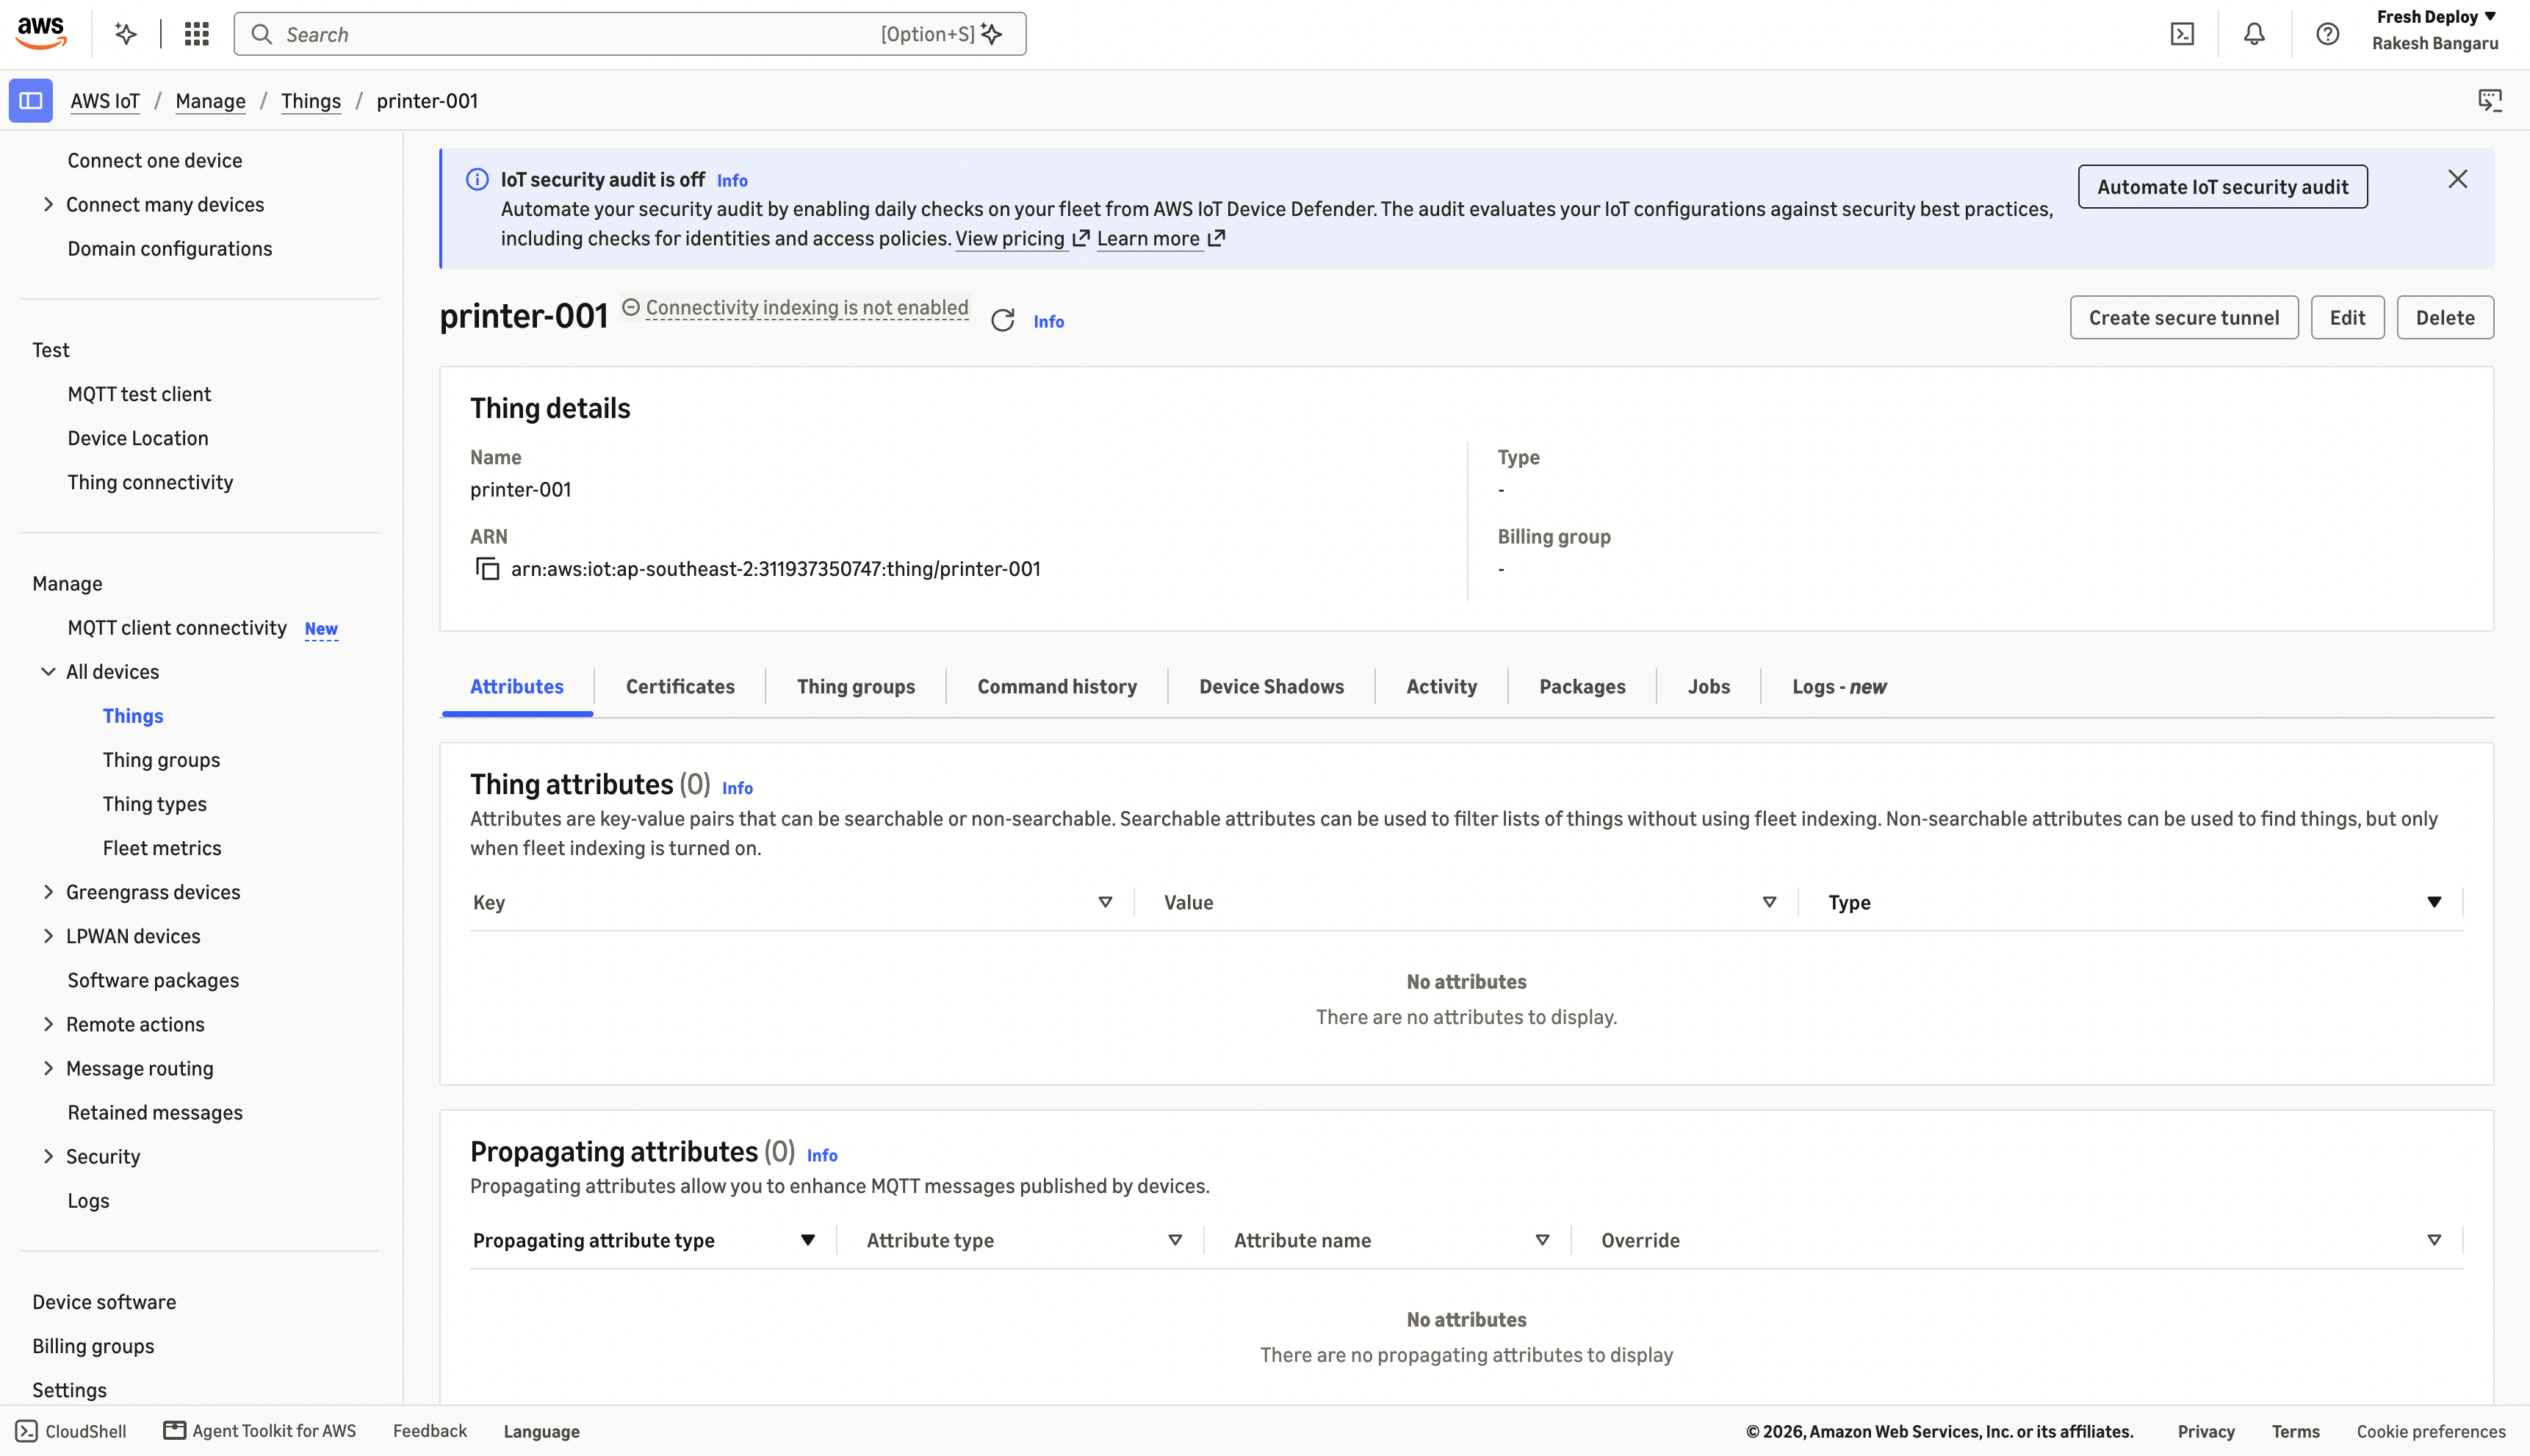 aws
Search [Option+S]
Fresh Deploy
Rakesh Bangaru
AWS IoT / Manage / Things / printer-001
Connect one device
Connect many devices
Domain configurations
Test
MQTT test client
Device Location
Thing connectivity
Manage
MQTT client connectivity New
All devices
Things
Thing groups
Thing types
Fleet metrics
Greengrass devices
LPWAN devices
Software packages
Remote actions
Message routing
Retained messages
Security
Logs
Device software
Billing groups
Settings
IoT security audit is off Info
Automate your security audit by enabling daily checks on your fleet from AWS IoT Device Defender. The audit evaluates your IoT configurations against security best practices,
including checks for identities and access policies. View pricing Learn more
Automate IoT security audit
printer-001 Connectivity indexing is not enabled Info
Create secure tunnel Edit Delete
Thing details
Name
printer-001
ARN
arn:aws:iot:ap-southeast-2:311937350747:thing/printer-001
Type
-
Billing group
-
Attributes Certificates Thing groups Command history Device Shadows Activity Packages Jobs Logs - new
Thing attributes (0) Info
Attributes are key-value pairs that can be searchable or non-searchable. Searchable attributes can be used to filter lists of things without using fleet indexing. Non-searchable attributes can be used to find things, but only
when fleet indexing is turned on.
Key Value Type
No attributes
There are no attributes to display.
Propagating attributes (0) Info
Propagating attributes allow you to enhance MQTT messages published by devices.
Propagating attribute type Attribute type Attribute name Override
No attributes
There are no propagating attributes to display
CloudShell Agent Toolkit for AWS Feedback Language
© 2026, Amazon Web Services, Inc. or its affiliates. Privacy Terms Cookie preferences